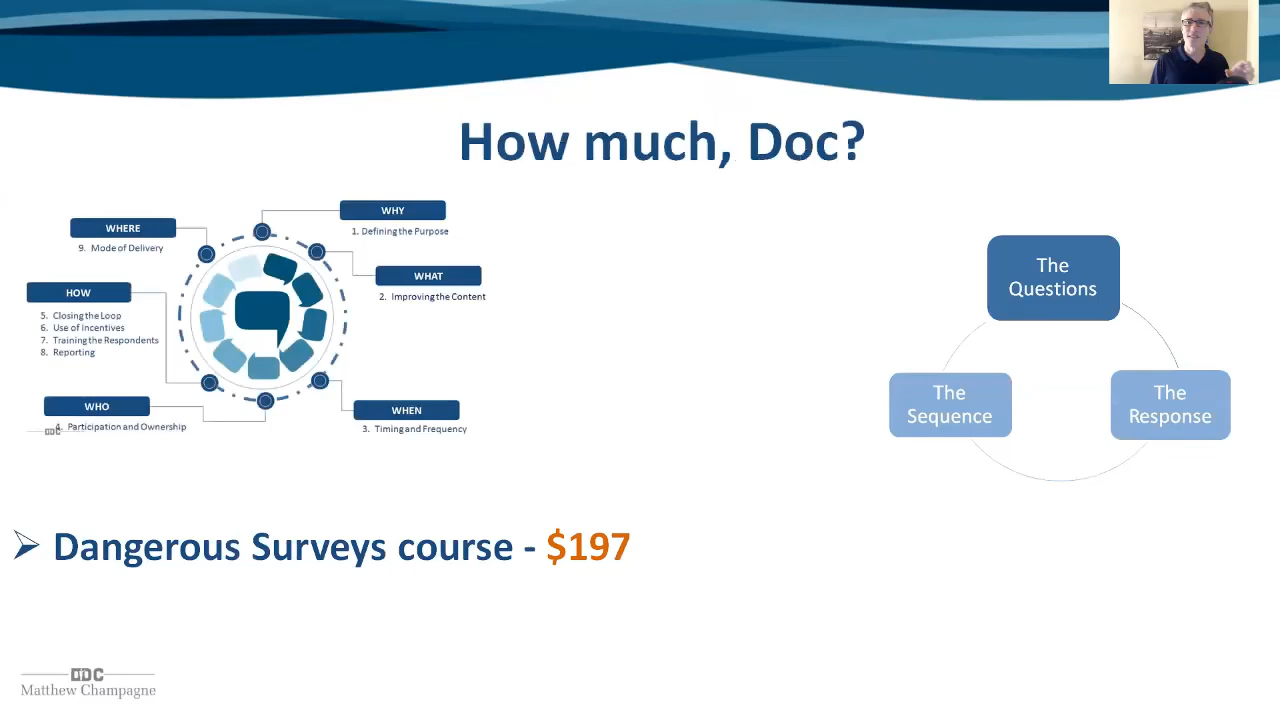 How much, Doc?
WHY
1. Defining the Purpose
WHAT
2. Improving the Content
WHEN
3. Timing and Frequency
WHO
4. Participation and Ownership
HOW
5. Closing the Loop
6. Use of Incentives
7. Training the Respondents
8. Reporting
WHERE
9. Mode of Delivery
The
Questions
The
Response
The
Sequence
➢ Dangerous Surveys course - $197
Matthew Champagne